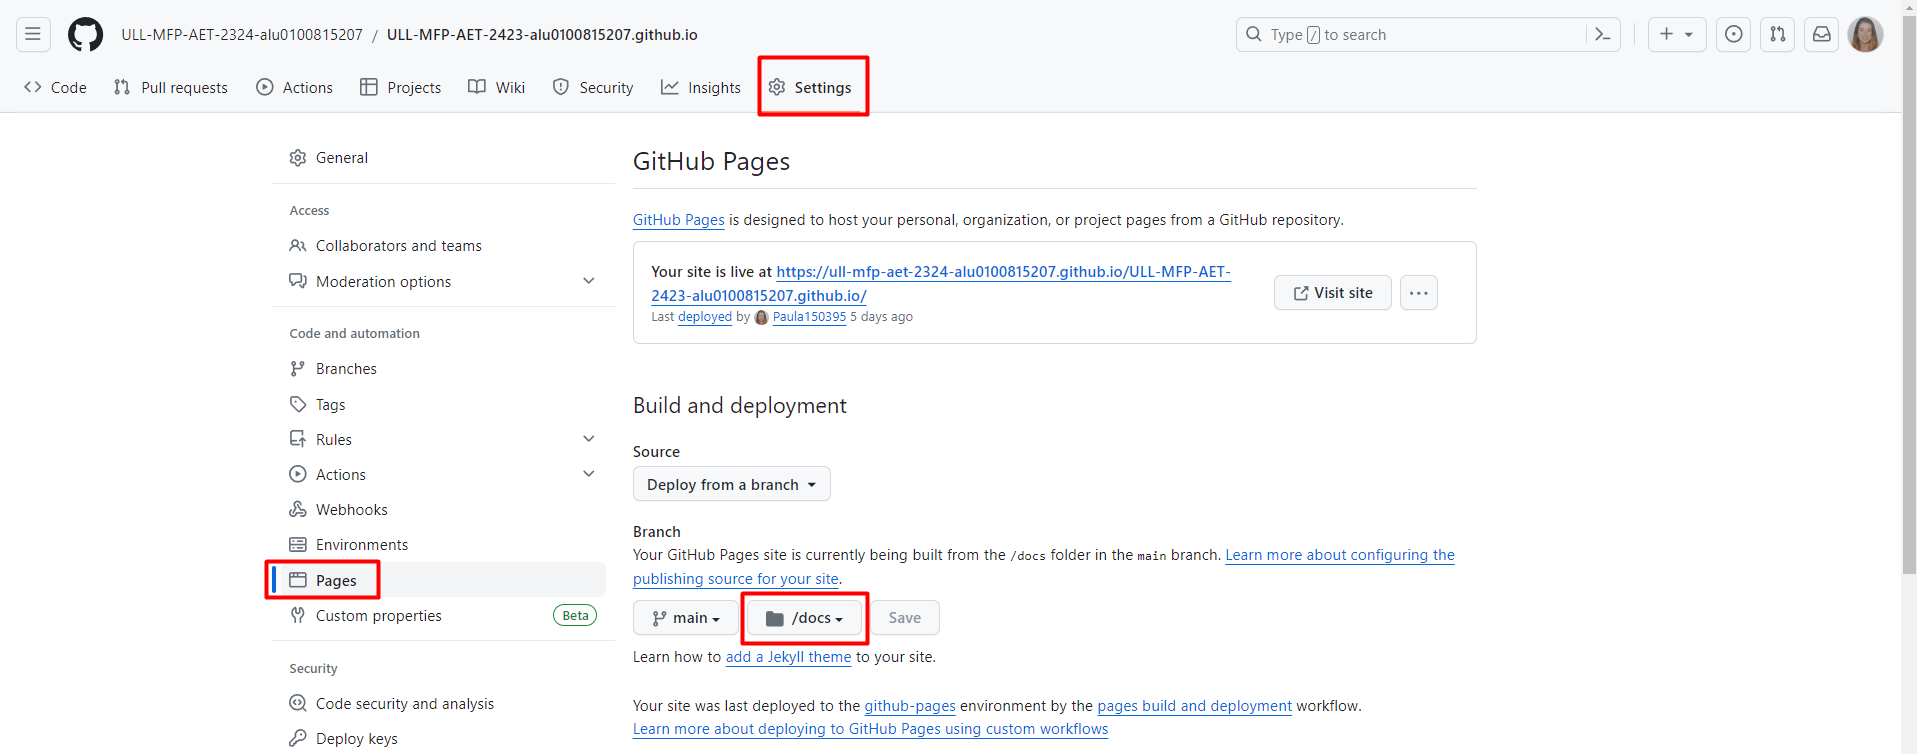 ULL-MFP-AET-2324-alu0100815207 / ULL-MFP-AET-2423-alu0100815207.github.io
Type / to search
Code Pull requests Actions Projects Wiki Security Insights Settings
General
Access
Collaborators and teams
Moderation options
Code and automation
Branches
Tags
Rules
Actions
Webhooks
Environments
Pages
Custom properties Beta
Security
Code security and analysis
Deploy keys
GitHub Pages
GitHub Pages is designed to host your personal, organization, or project pages from a GitHub repository.
Your site is live at https://ull-mfp-aet-2324-alu0100815207.github.io/ULL-MFP-AET-
2423-alu0100815207.github.io/
Last deployed by Paula150395 5 days ago
Visit site
Build and deployment
Source
Deploy from a branch
Branch
Your GitHub Pages site is currently being built from the /docs folder in the main branch. Learn more about configuring the
publishing source for your site.
main /docs Save
Learn how to add a Jekyll theme to your site.
Your site was last deployed to the github-pages environment by the pages build and deployment workflow.
Learn more about deploying to GitHub Pages using custom workflows